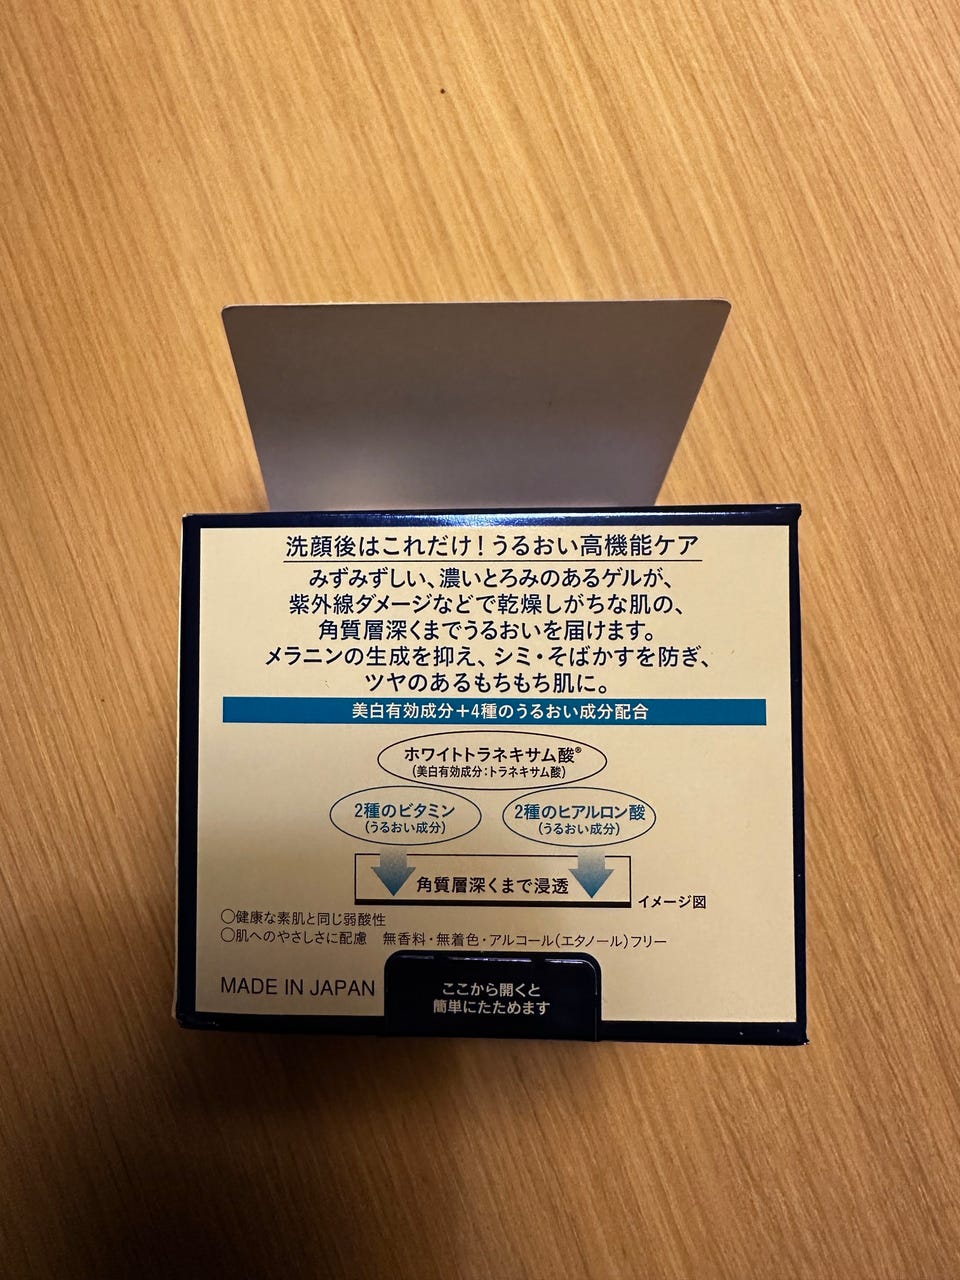 洗顔後はこれだけ！うるおい高機能ケア
みずみずしい、濃いとろみのあるゲルが、
紫外線ダメージなどで乾燥しがちな肌の、
角質層深くまでうるおいを届けます。
メラニンの生成を抑え、シミ・そばかすを防ぎ、
ツヤのあるもちもち肌に。
美白有効成分＋4種のうるおい成分配合
ホワイトトラネキサム酸®
（美白有効成分：トラネキサム酸）
2種のビタミン
（うるおい成分）
2種のヒアルロン酸
（うるおい成分）
角質層深くまで浸透
イメージ図
○健康な素肌と同じ弱酸性
○肌へのやさしさに配慮　無香料・無着色・アルコール（エタノール）フリー
MADE IN JAPAN
ここから開くと
簡単にたためます